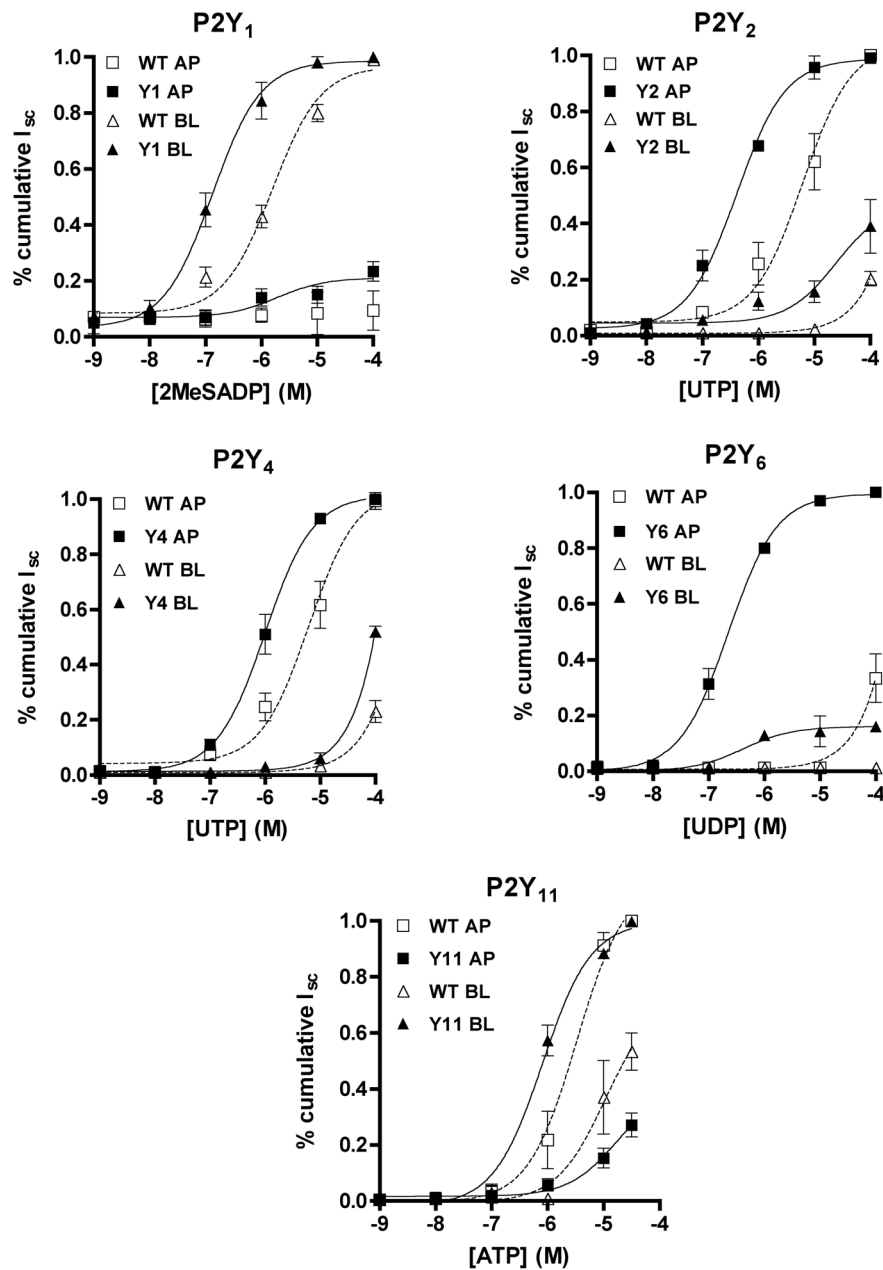 P2Y₁
% cumulative Isc
1.0
0.8
0.6
0.4
0.2
0.0
WT AP
Y1 AP
WT BL
Y1 BL
-9 -8 -7 -6 -5 -4
[2MeSADP] (M)
P2Y₂
% cumulative Isc
1.0
0.8
0.6
0.4
0.2
0.0
WT AP
Y2 AP
WT BL
Y2 BL
-9 -8 -7 -6 -5 -4
[UTP] (M)
P2Y₄
% cumulative Isc
1.0
0.8
0.6
0.4
0.2
0.0
WT AP
Y4 AP
WT BL
Y4 BL
-9 -8 -7 -6 -5 -4
[UTP] (M)
P2Y₆
% cumulative Isc
1.0
0.8
0.6
0.4
0.2
0.0
WT AP
Y6 AP
WT BL
Y6 BL
-9 -8 -7 -6 -5 -4
[UDP] (M)
P2Y₁₁
% cumulative Isc
1.0
0.8
0.6
0.4
0.2
0.0
WT AP
Y11 AP
WT BL
Y11 BL
-9 -8 -7 -6 -5 -4
[ATP] (M)